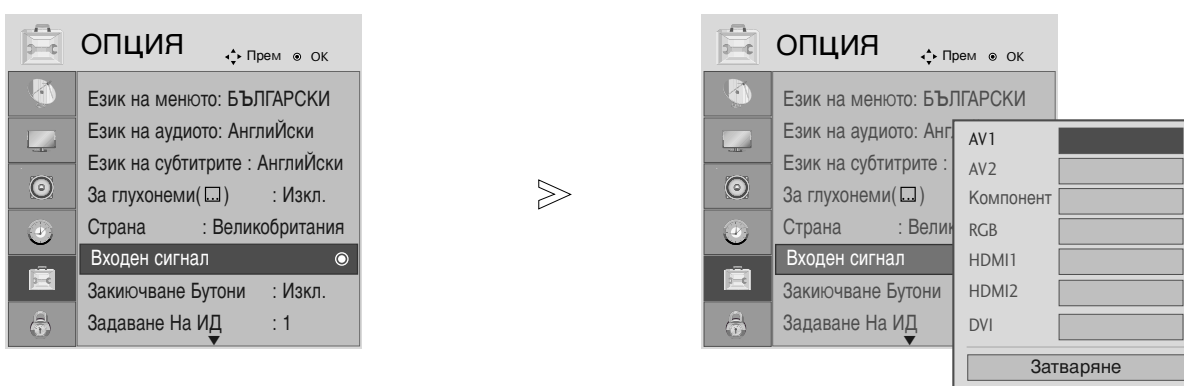 ОПЦИЯ Прем ОК
Език на менюто: БЪЛГАРСКИ
Език на аудиото: АнглиЙски
Език на субтитрите : АнглиЙски
За глухонеми( ) : Изкл.
Страна : Великобритания
Входен сигнал
Закиючване Бутони : Изкл.
Задаване На ИД : 1
ОПЦИЯ Прем ОК
Език на менюто: БЪЛГАРСКИ
Език на аудиото: Анг
Език на субтитрите :
За глухонеми( )
Страна : Велик
Входен сигнал
Закиючване Бутони
Задаване На ИД
AV1
AV2
Компонент
RGB
HDMI1
HDMI2
DVI
Затваряне